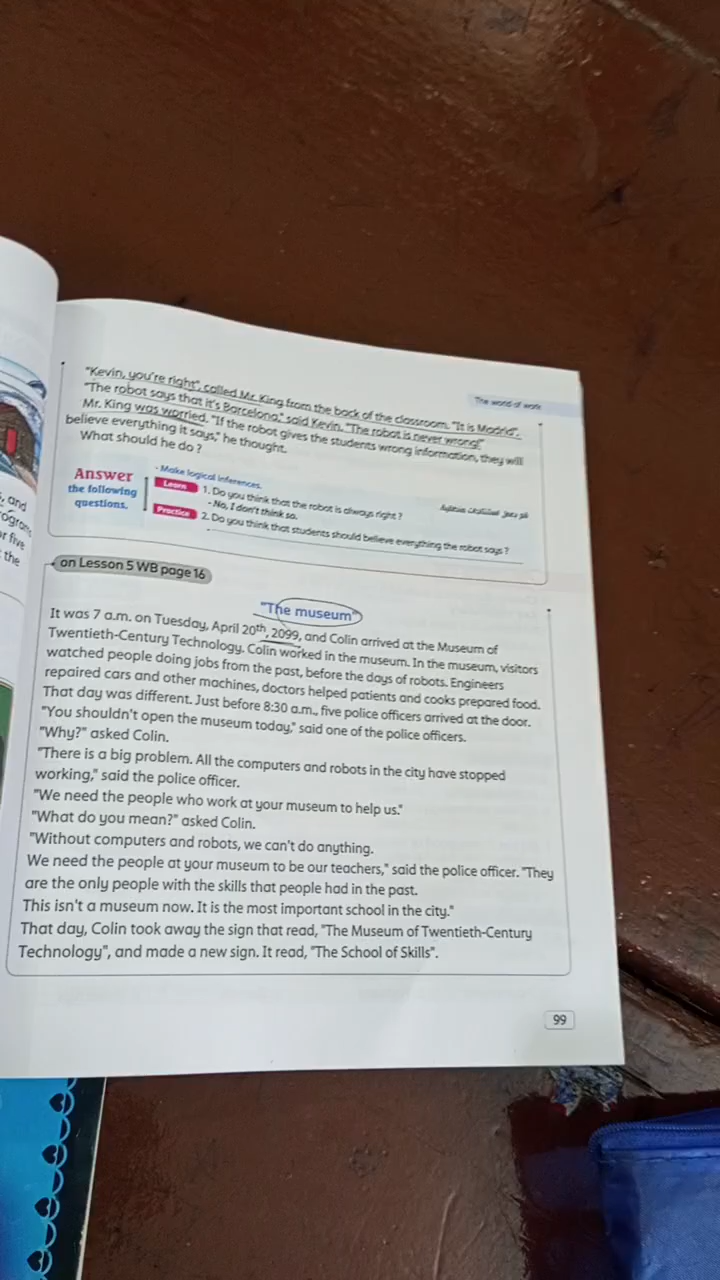 The world of work
"Kevin, you're right", called Mr. King from the back of the classroom. "It is Madrid".
"The robot says that it's Barcelona," said Kevin. "The robot is never wrong!"
Mr. King was worried. "If the robot gives the students wrong information, they will
believe everything it says," he thought.
What should he do ?
Answer
the following
questions.
- Make logical inferences.
Learn 1. Do you think that the robot is always right ?
- No, I don't think so.
Practice 2. Do you think that students should believe everything the robot says ?
, and
the
on Lesson 5 WB page 16
"The museum"
It was 7 a.m. on Tuesday, April 20th, 2099, and Colin arrived at the Museum of
Twentieth-Century Technology. Colin worked in the museum. In the museum, visitors
watched people doing jobs from the past, before the days of robots. Engineers
repaired cars and other machines, doctors helped patients and cooks prepared food.
That day was different. Just before 8:30 a.m., five police officers arrived at the door.
"You shouldn't open the museum today," said one of the police officers.
"Why?" asked Colin.
"There is a big problem. All the computers and robots in the city have stopped
working," said the police officer.
"We need the people who work at your museum to help us."
"What do you mean?" asked Colin.
"Without computers and robots, we can't do anything.
We need the people at your museum to be our teachers," said the police officer. "They
are the only people with the skills that people had in the past.
This isn't a museum now. It is the most important school in the city."
That day, Colin took away the sign that read, "The Museum of Twentieth-Century
Technology", and made a new sign. It read, "The School of Skills".
99